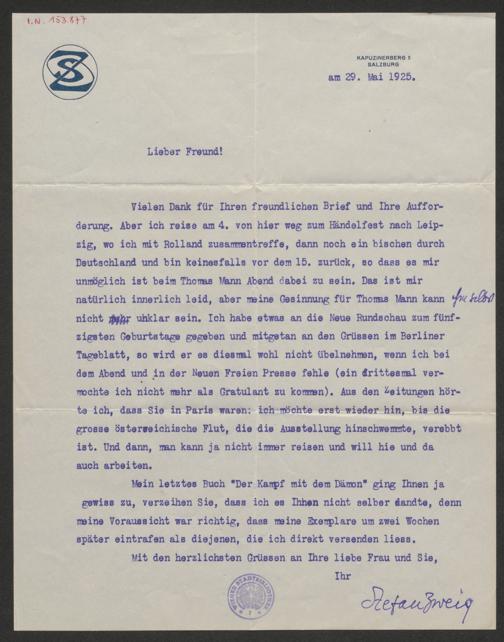 I.N. 153.877
SZ
KAPUZINERBERG 5
SALZBURG
am 29. Mai 1925.
Lieber Freund!
Vielen Dank für Ihren freundlichen Brief und Ihre Auffor-
derung. Aber ich reise am 4. von hier weg zum Händelfest nach Leip-
zig, wo ich mit Rolland zusammentreffe, dann noch ein bischen durch
Deutschland und bin keinesfalls vor dem 15. zurück, so dass es mir
unmöglich ist beim Thomas Mann Abend dabei zu sein. Das ist mir
natürlich innerlich leid, aber meine Gesinnung für Thomas Mann kann
nicht unklar sein. Ich habe etwas an die Neue Rundschau zum fünf-
zigsten Geburtstage gegeben und mitgetan an den Grüssen im Berliner
Tageblatt, so wird er es diesmal wohl nicht übelnehmen, wenn ich bei
dem Abend und in der Neuen Freien Presse fehle (ein drittesmal ver-
mochte ich nicht mehr als Gratulant zu kommen). Aus den Zeitungen hör-
te ich, dass Sie in Paris waren: ich möchte erst wieder hin, bis die
grosse österreichische Flut, die die Ausstellung hinschwemmte, verebbt
ist. Und dann, man kann ja nicht immer reisen und will hie und da
auch arbeiten.
Mein letztes Buch "Der Kampf mit dem Dämon" ging Ihnen ja
gewiss zu, verzeihen Sie, dass ich es Ihnen nicht selber sandte, denn
meine Voraussicht war richtig, dass meine Exemplare um zwei Wochen
später eintrafen als diejenen, die ich direkt versenden liess.
Mit den herzlichsten Grüssen an Ihre liebe Frau und Sie,
Ihr
Stefan Zweig
WIENER STADTBIBLIOTHEK